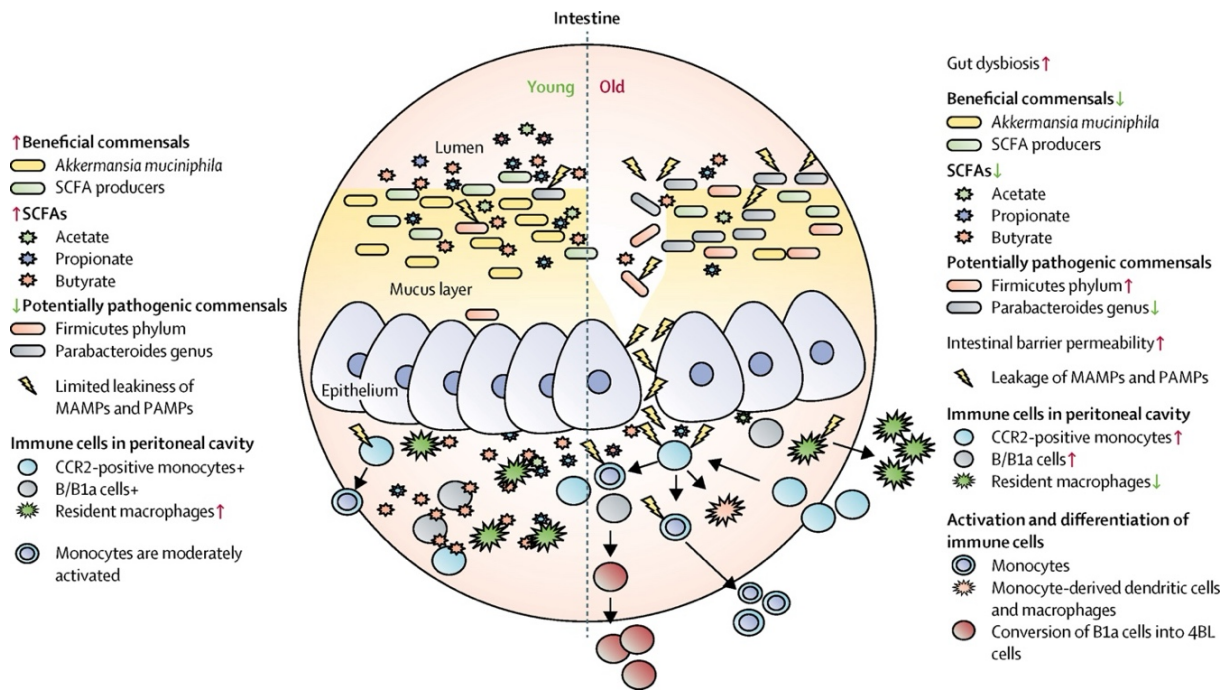 Intestine
Young
Old
Lumen
Mucus layer
Epithelium
↑Beneficial commensals
Akkermansia muciniphila
SCFA producers
↑SCFAs
Acetate
Propionate
Butyrate
↓Potentially pathogenic commensals
Firmicutes phylum
Parabacteroides genus
Limited leakiness of
MAMPs and PAMPs
Immune cells in peritoneal cavity
CCR2-positive monocytes+
B/B1a cells+
Resident macrophages↑
Monocytes are moderately
activated
Gut dysbiosis↑
Beneficial commensals↓
Akkermansia muciniphila
SCFA producers
SCFAs↓
Acetate
Propionate
Butyrate
Potentially pathogenic commensals
Firmicutes phylum↑
Parabacteroides genus↓
Intestinal barrier permeability↑
Leakage of MAMPs and PAMPs
Immune cells in peritoneal cavity
CCR2-positive monocytes↑
B/B1a cells↑
Resident macrophages↓
Activation and differentiation of
immune cells
Monocytes
Monocyte-derived dendritic cells
and macrophages
Conversion of B1a cells into 4BL
cells